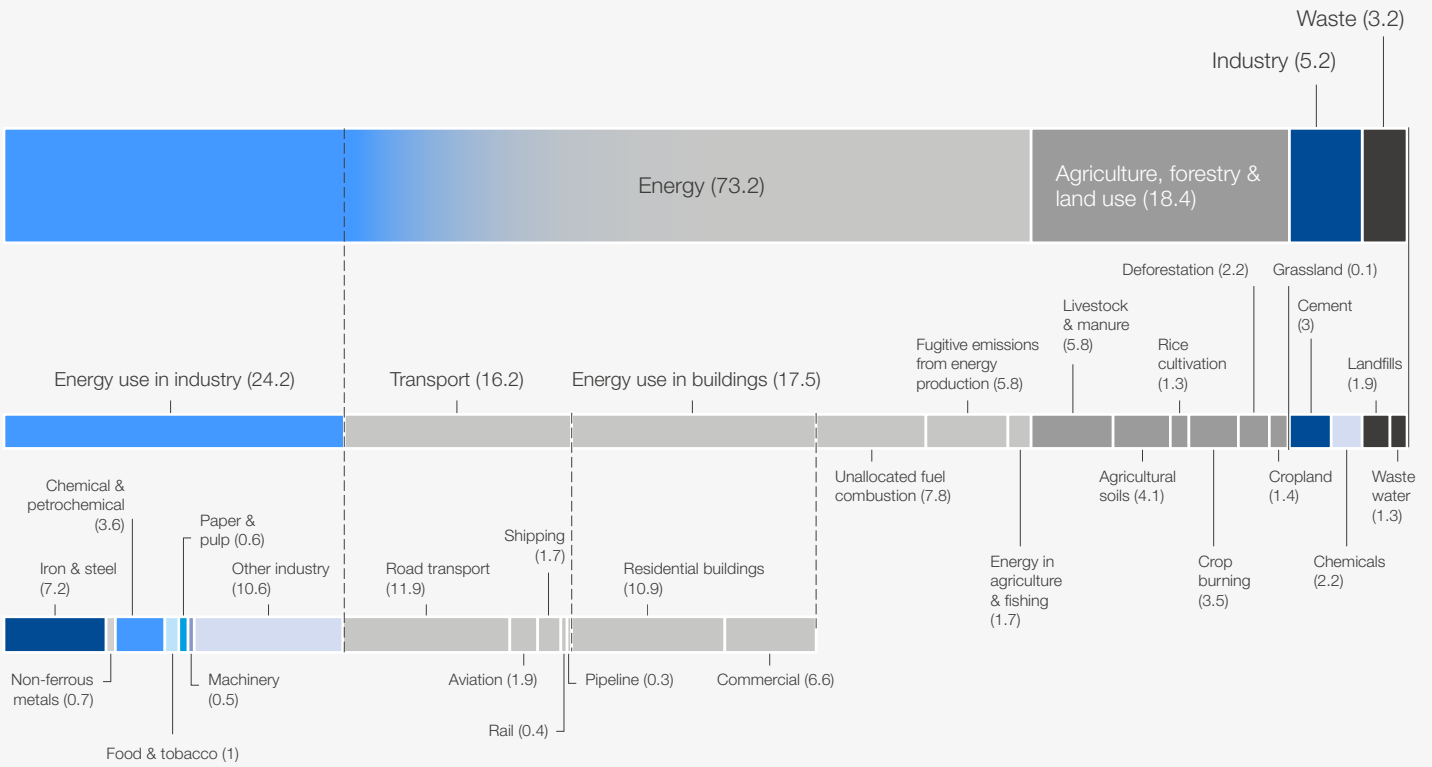 Waste (3.2)
Industry (5.2)
Energy (73.2)
Agriculture, forestry &
land use (18.4)
Deforestation (2.2)
Grassland (0.1)
Livestock
& manure
(5.8)
Cement
(3)
Fugitive emissions
from energy
production (5.8)
Rice
cultivation
(1.3)
Landfills
(1.9)
Energy use in industry (24.2)
Transport (16.2)
Energy use in buildings (17.5)
Unallocated fuel
combustion (7.8)
Agricultural
soils (4.1)
Cropland
(1.4)
Waste
water
(1.3)
Chemical &
petrochemical
(3.6)
Paper &
pulp (0.6)
Shipping
(1.7)
Iron & steel
(7.2)
Other industry
(10.6)
Road transport
(11.9)
Residential buildings
(10.9)
Energy in
agriculture
& fishing
(1.7)
Crop
burning
(3.5)
Chemicals
(2.2)
Non-ferrous
metals (0.7)
Machinery
(0.5)
Aviation (1.9)
Pipeline (0.3)
Commercial (6.6)
Rail (0.4)
Food & tobacco (1)